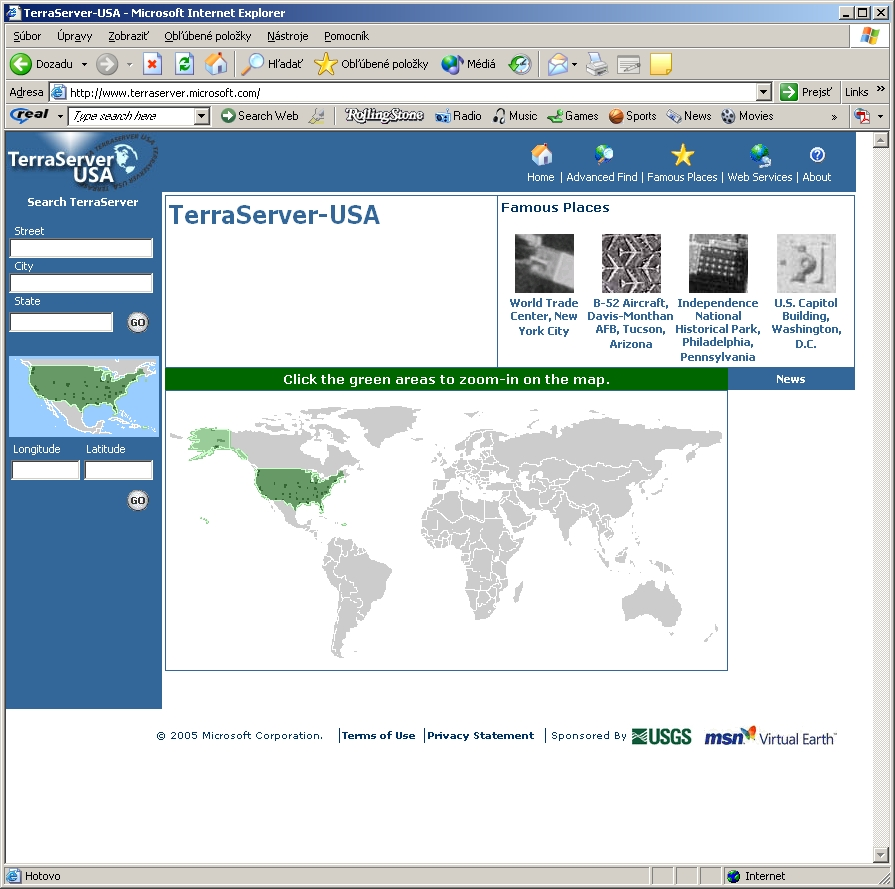 TerraServer-USA - Microsoft Internet Explorer
Súbor Úpravy Zobraziť Obľúbené položky Nástroje Pomocník
Dozadu Hľadať Obľúbené položky Médiá
Adresa http://www.terraserver.microsoft.com/ Prejsť Links »
real Type search here Search Web RollingStone Radio Music Games Sports News Movies »
TerraServer
USA
TERRASERVER USA
Home | Advanced Find | Famous Places | Web Services | About
Search TerraServer
Street
City
State
GO
Longitude Latitude
GO
TerraServer-USA
Famous Places
World Trade
Center, New
York City
B-52 Aircraft,
Davis-Monthan
AFB, Tucson,
Arizona
Independence
National
Historical Park,
Philadelphia,
Pennsylvania
U.S. Capitol
Building,
Washington,
D.C.
Click the green areas to zoom-in on the map.
News
© 2005 Microsoft Corporation. |Terms of Use |Privacy Statement | Sponsored By USGS msn Virtual Earth™
Hotovo Internet